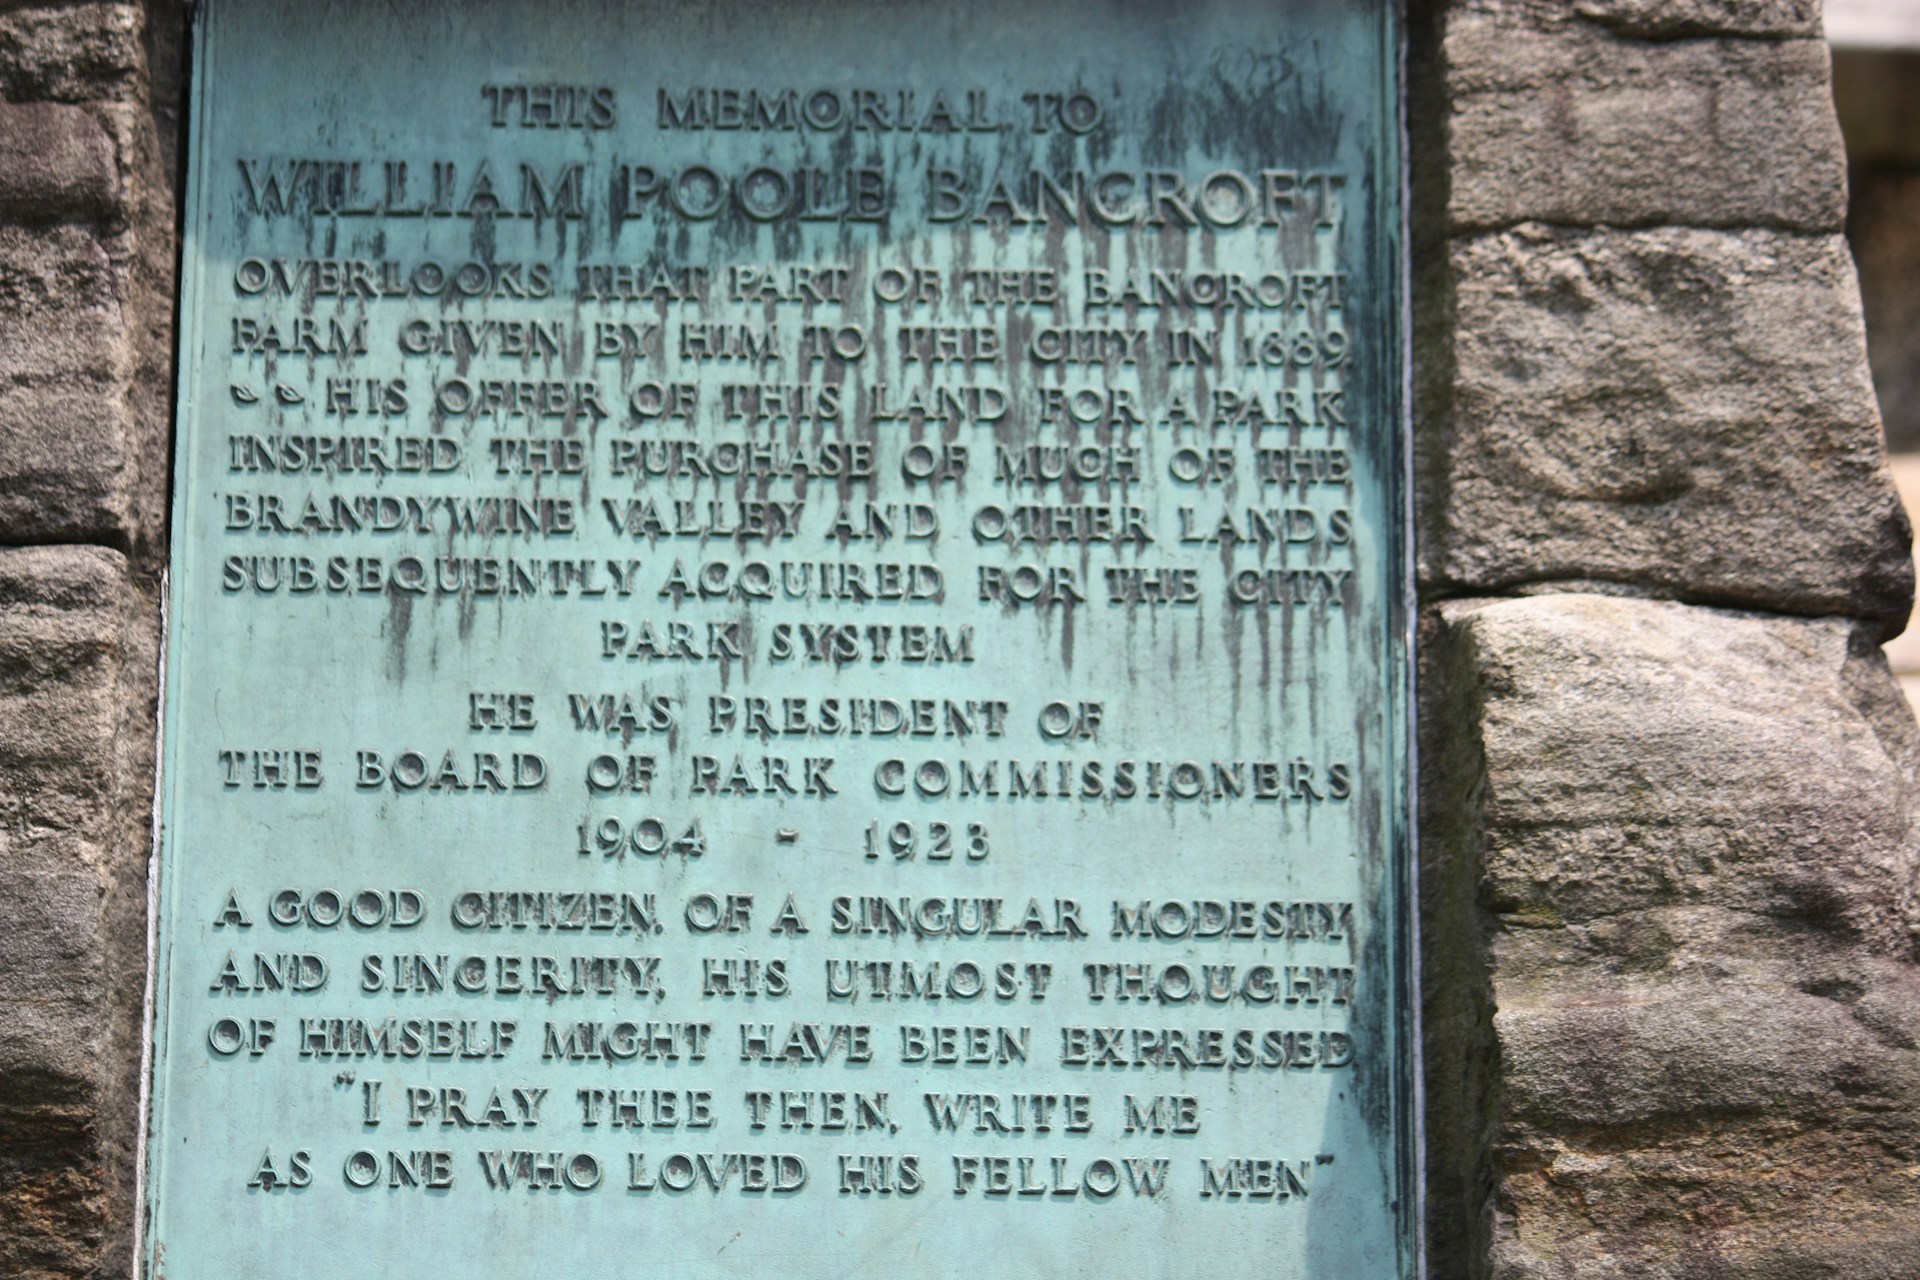 THIS MEMORIAL TO
WILLIAM POOLE BANCROFT
OVERLOOKS THAT PART OF THE BANCROFT
FARM GIVEN BY HIM TO THE CITY IN 1889
HIS OFFER OF THIS LAND FOR A PARK
INSPIRED THE PURCHASE OF MUCH OF THE
BRANDYWINE VALLEY AND OTHER LANDS
SUBSEQUENTLY ACQUIRED FOR THE CITY
PARK SYSTEM
HE WAS PRESIDENT OF
THE BOARD OF PARK COMMISSIONERS
1904 - 1923
A GOOD CITIZEN, OF A SINGULAR MODESTY
AND SINCERITY, HIS UTMOST THOUGHT
OF HIMSELF MIGHT HAVE BEEN EXPRESSED
"I PRAY THEE THEN, WRITE ME
AS ONE WHO LOVED HIS FELLOW MEN"